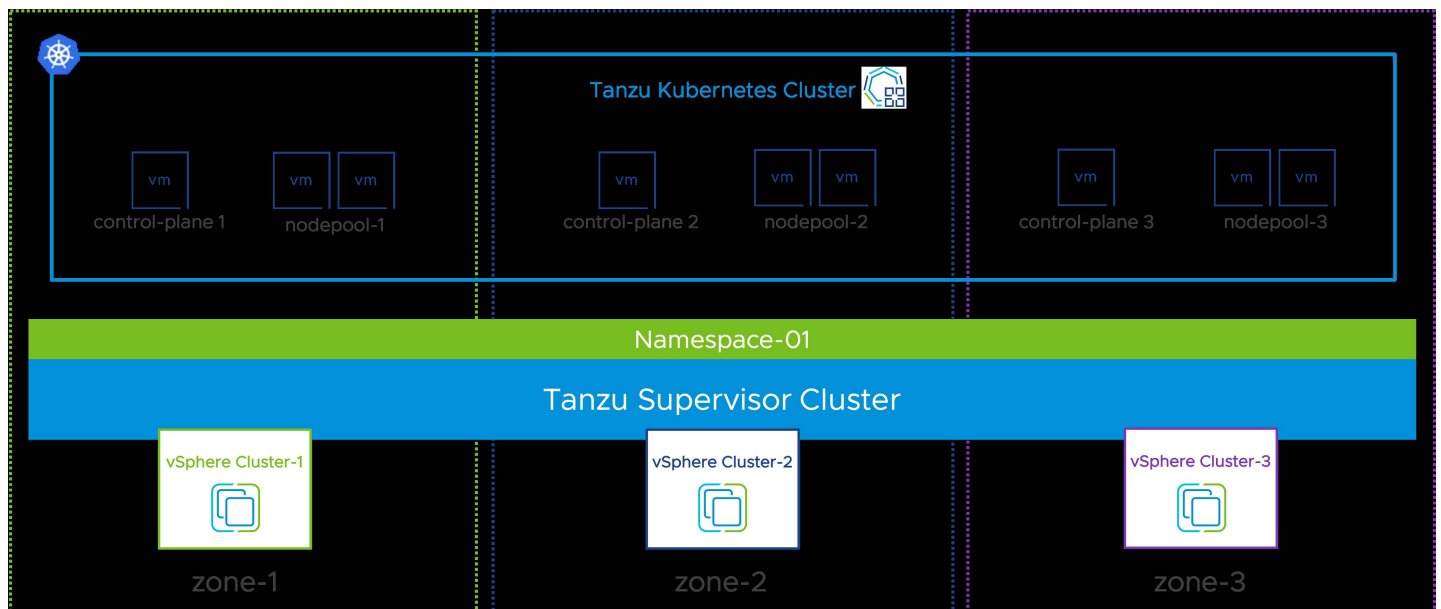 Tanzu Kubernetes Cluster
vm
vm vm
vm
vm vm
vm
vm vm
control-plane 1
nodepool-1
control-plane 2
nodepool-2
control-plane 3
nodepool-3
Namespace-01
Tanzu Supervisor Cluster
vSphere Cluster-1
vSphere Cluster-2
vSphere Cluster-3
zone-1
zone-2
zone-3